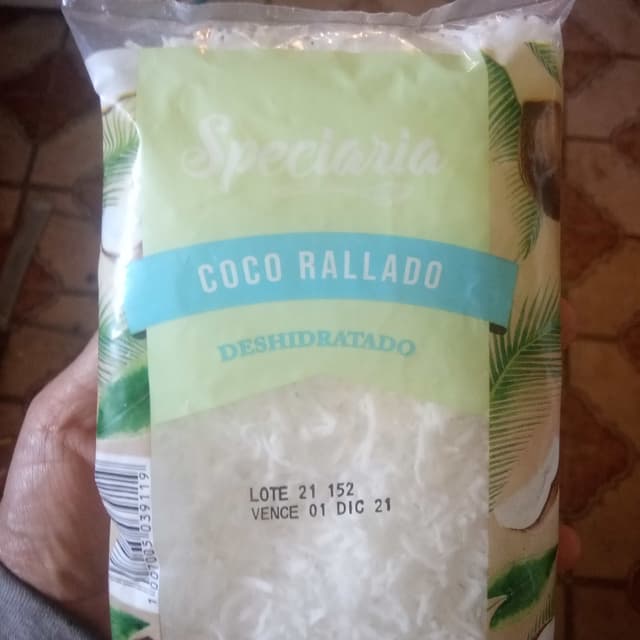 Speciaria
COCO RALLADO
DESHIDRATADO
LOTE 21 152
VENCE 01 DIC 21